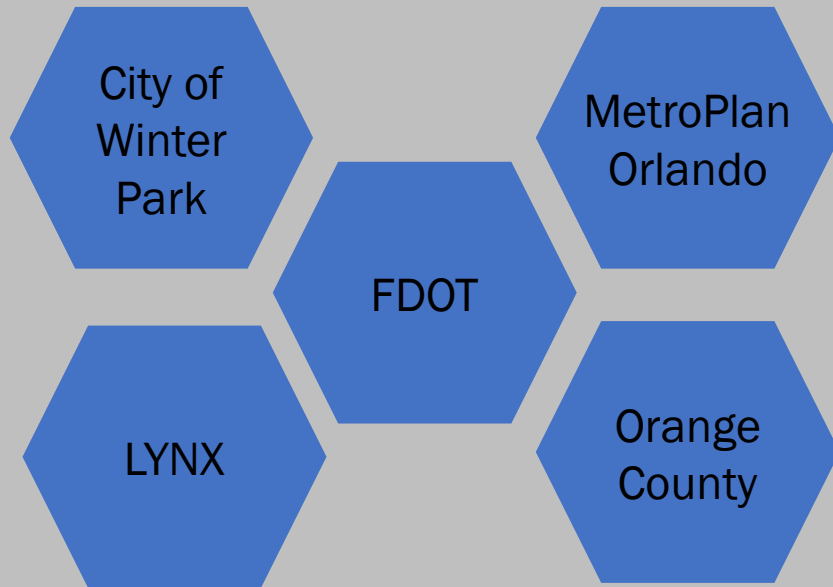 City of
Winter
Park
MetroPlan
Orlando
FDOT
LYNX
Orange
County